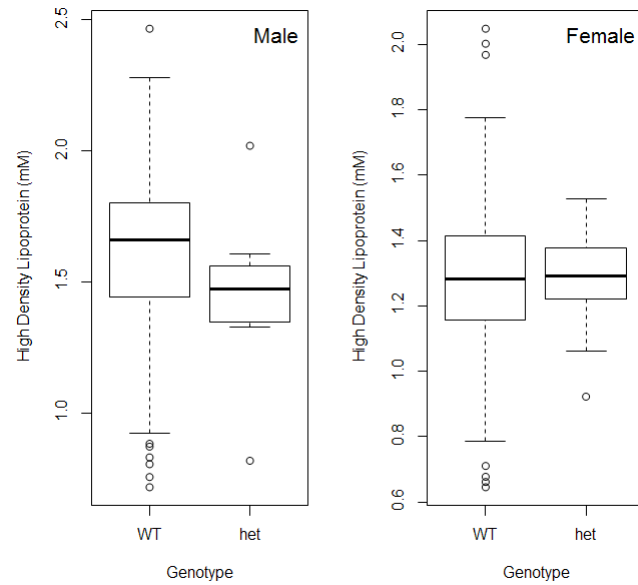 Male
High Density Lipoprotein (mM)
2.5
2.0
1.5
1.0
WT
het
Genotype
Female
High Density Lipoprotein (mM)
2.0
1.8
1.6
1.4
1.2
1.0
0.8
0.6
WT
het
Genotype